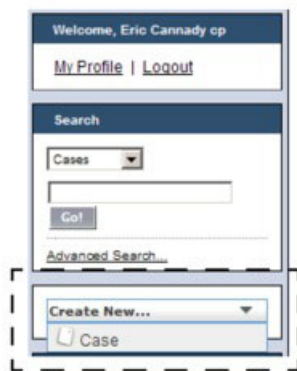 Welcome, Eric Cannady cp
My Profile | Logout
Search
Cases
Go!
Advanced Search...
Create New...
Case